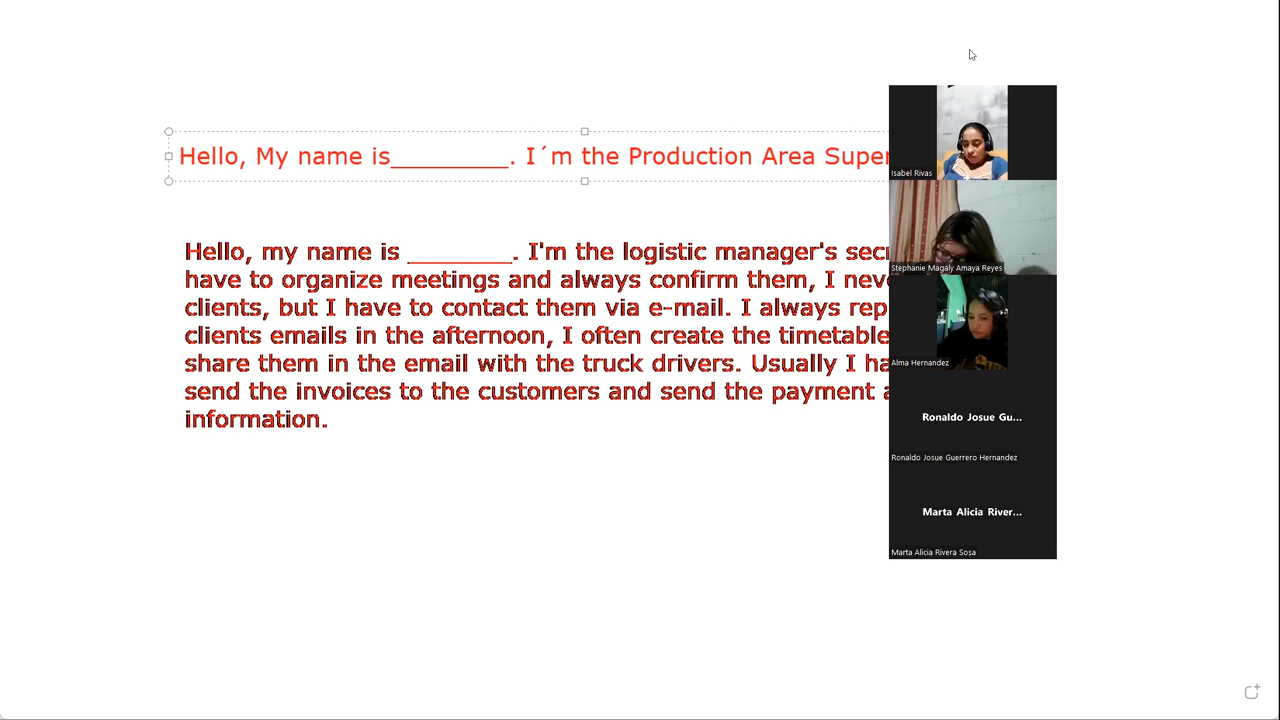 Hello, My name is_________. I´m the Production Area Super
Hello, my name is ________. I'm the logistic manager's secr
have to organize meetings and always confirm them, I neve
clients, but I have to contact them via e-mail. I always rep
clients emails in the afternoon, I often create the timetable
share them in the email with the truck drivers. Usually I ha
send the invoices to the customers and send the payment a
information.
Isabel Rivas
Stephanie Magaly Amaya Reyes
Alma Hernandez
Ronaldo Josue Gu...
Ronaldo Josue Guerrero Hernandez
Marta Alicia River...
Marta Alicia Rivera Sosa